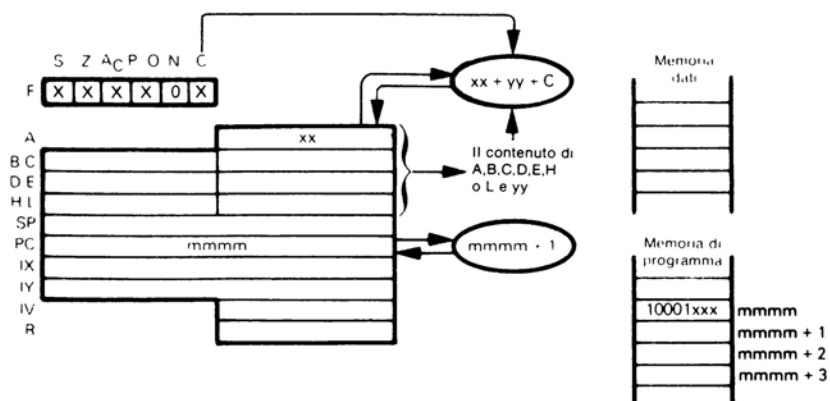 S Z AC P O N C
F X X X X 0 X
xx + yy + C
Memoria
dati
A xx
B C
D E
H L
Il contenuto di
A,B,C,D,E,H
o L e yy
SP
PC mmmm
mmmm · 1
IX
IY
IV
R
Memoria di
programma
10001xxx mmmm
mmmm + 1
mmmm + 2
mmmm + 3